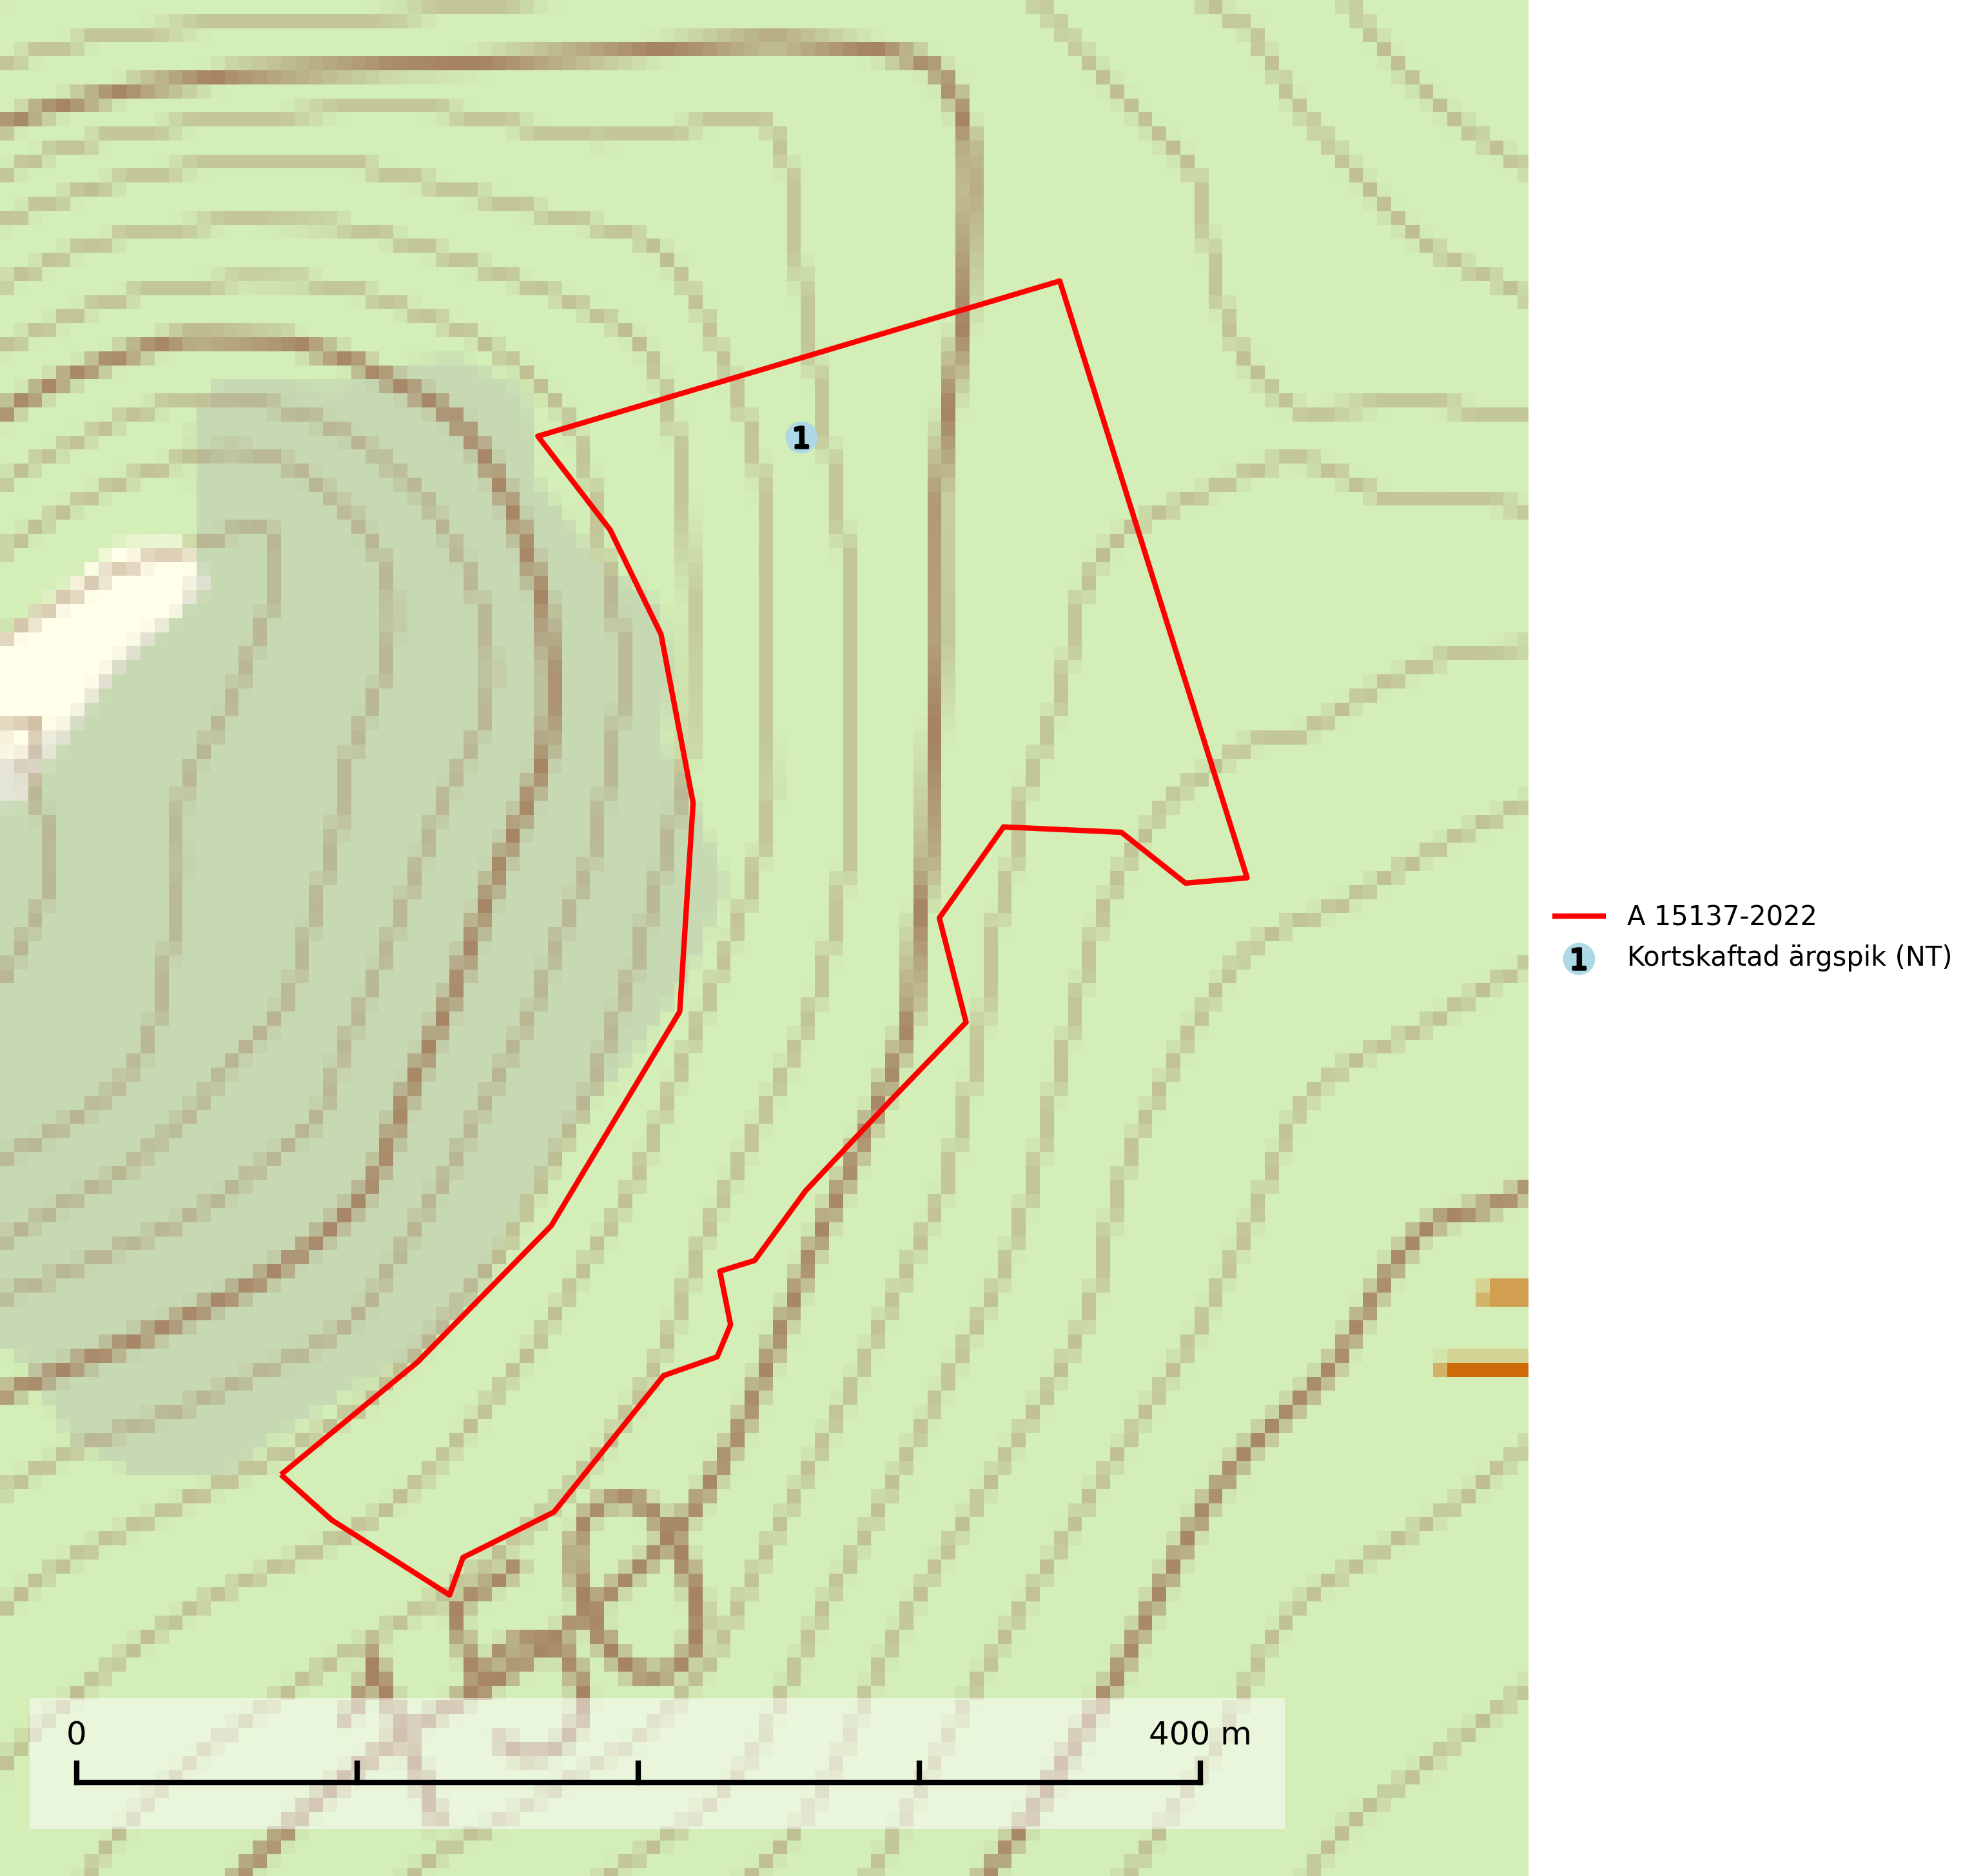 1
A 15137-2022
1 Kortskaftad ärgspik (NT)
0 400 m